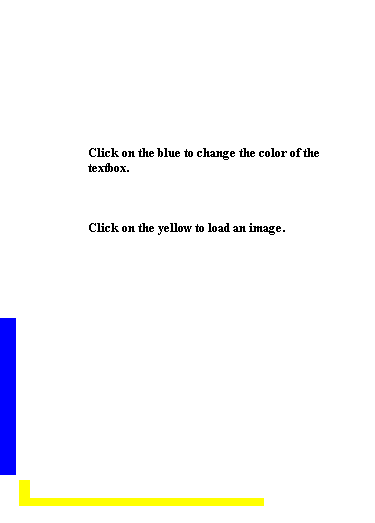 Click on the blue to change the color of the
textbox.
Click on the yellow to load an image.